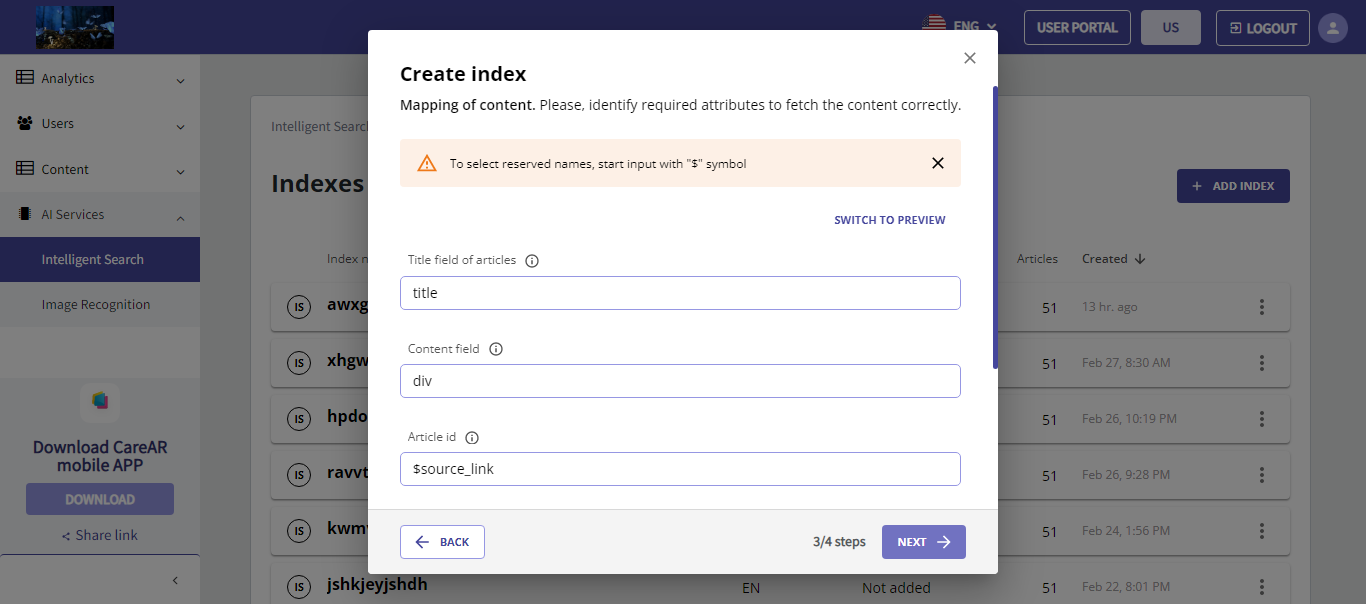 ENG
USER PORTAL
US
LOGOUT
Analytics
Users
Content
AI Services
Intelligent Search
Image Recognition
Download CareAR
mobile APP
DOWNLOAD
Share link
Intelligent Search
Indexes
+ ADD INDEX
Index
Articles
Created
IS
51
13 hr. ago
IS
51
Feb 27, 8:30 AM
IS
51
Feb 26, 10:19 PM
IS
51
Feb 26, 9:28 PM
IS
51
Feb 24, 1:56 PM
IS
jshkjeyjshdh
EN
Not added
51
Feb 22, 8:01 PM
Create index
Mapping of content. Please, identify required attributes to fetch the content correctly.
To select reserved names, start input with "$" symbol
SWITCH TO PREVIEW
Title field of articles
title
Content field
div
Article id
$source_link
BACK
3/4 steps
NEXT